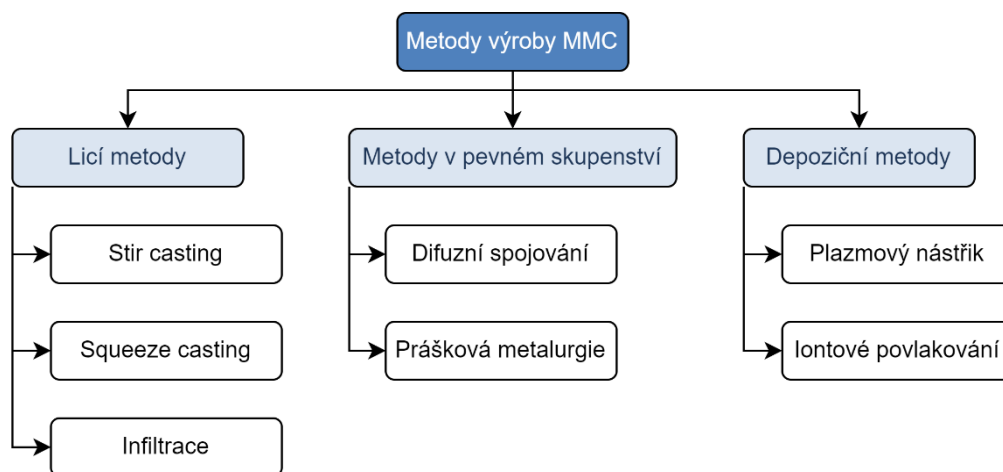 Metody výroby MMC
Licí metody
Metody v pevném skupenství
Depoziční metody
Stir casting
Difuzní spojování
Plazmový nástřik
Squeeze casting
Prášková metalurgie
Iontové povlakování
Infiltrace